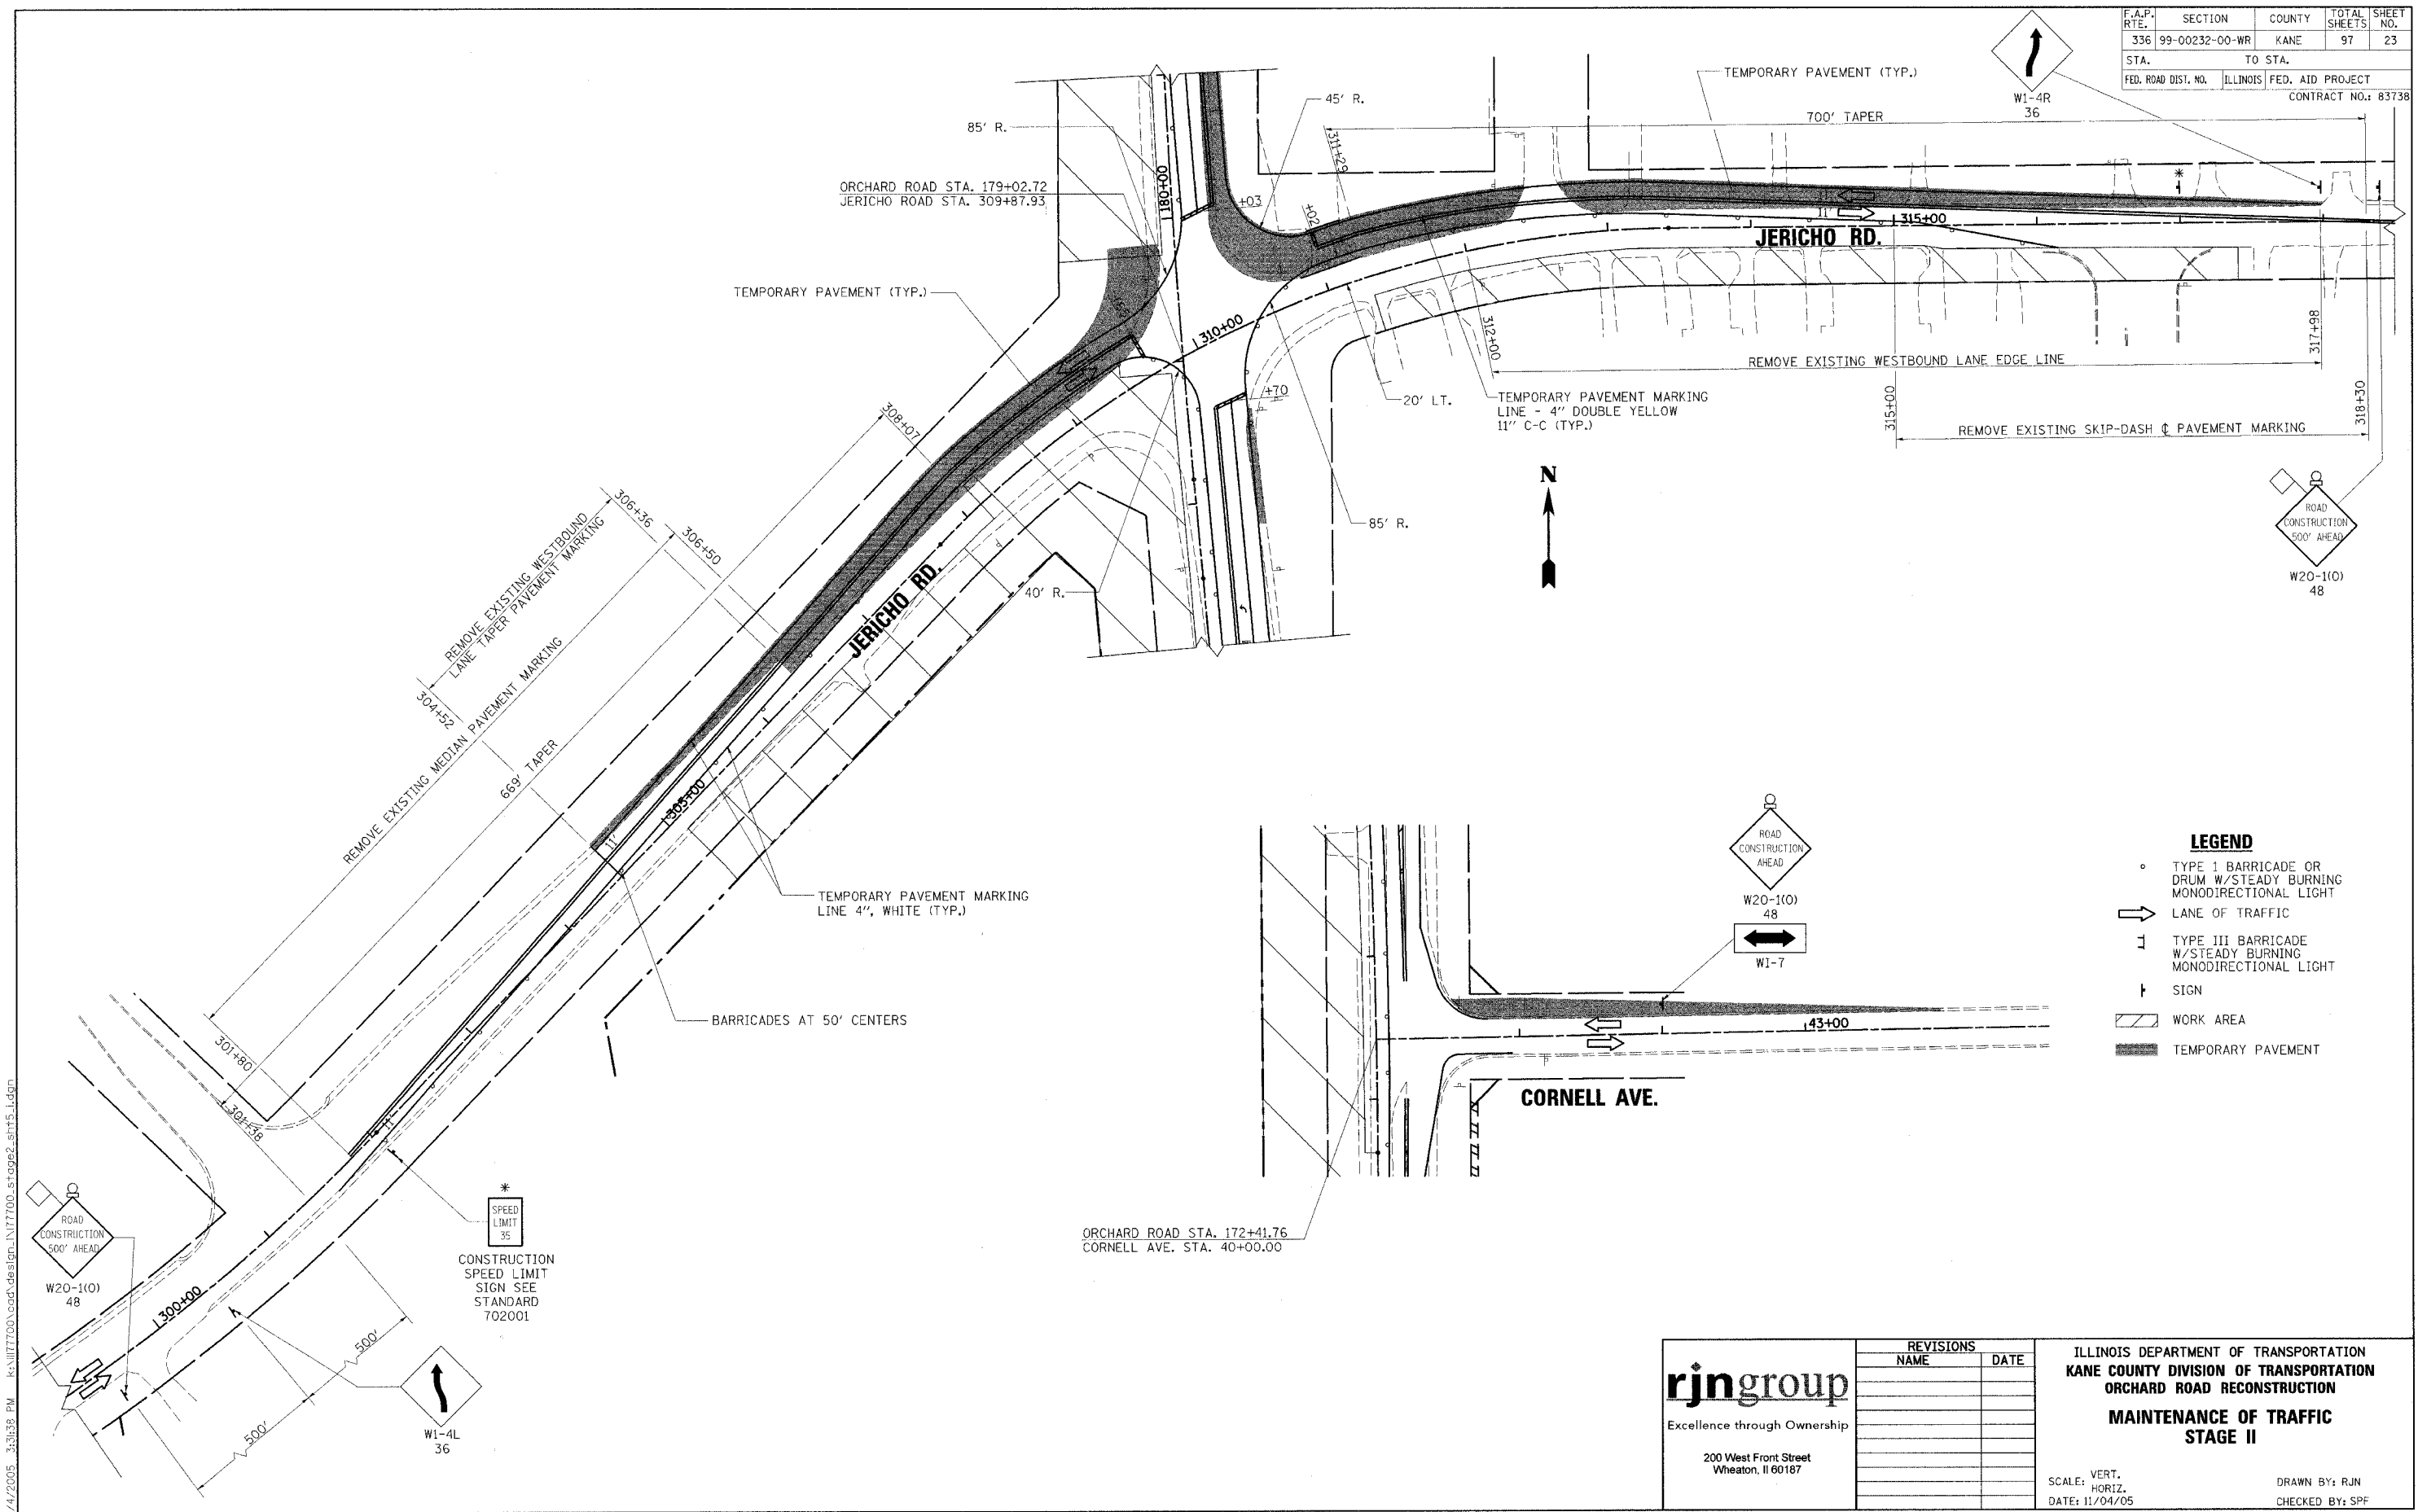 F.A.P. RTE. SECTION COUNTY TOTAL SHEETS SHEET NO.
336 99-00232-00-WR KANE 97 23
STA. TO STA.
FED. ROAD DIST. NO. ILLINOIS FED. AID PROJECT
CONTRACT NO.: 83738
W1-4R
36
TEMPORARY PAVEMENT (TYP.)
700' TAPER
45' R.
85' R.
311+29
180+00
ORCHARD ROAD STA. 179+02.72
JERICHO ROAD STA. 309+87.93
+03
+02
11'
11'
315+00
JERICHO RD.
TEMPORARY PAVEMENT (TYP.)
310+00
312+00
317+98
REMOVE EXISTING WESTBOUND LANE EDGE LINE
+70
20' LT.
TEMPORARY PAVEMENT MARKING
LINE - 4" DOUBLE YELLOW
11" C-C (TYP.)
315+00
318+30
REMOVE EXISTING SKIP-DASH ℄ PAVEMENT MARKING
308+07
N
85' R.
ROAD
CONSTRUCTION
500' AHEAD
W20-1(O)
48
306+36
306+50
REMOVE EXISTING WESTBOUND
LANE TAPER PAVEMENT MARKING
40' R.
JERICHO RD.
304+52
REMOVE EXISTING MEDIAN PAVEMENT MARKING
669' TAPER
305+00
11'
TEMPORARY PAVEMENT MARKING
LINE 4", WHITE (TYP.)
BARRICADES AT 50' CENTERS
301+80
301+38
11'
ROAD
CONSTRUCTION
AHEAD
W20-1(O)
48
WI-7
43+00
CORNELL AVE.
ORCHARD ROAD STA. 172+41.76
CORNELL AVE. STA. 40+00.00
LEGEND
TYPE 1 BARRICADE OR
DRUM W/STEADY BURNING
MONODIRECTIONAL LIGHT
LANE OF TRAFFIC
TYPE III BARRICADE
W/STEADY BURNING
MONODIRECTIONAL LIGHT
SIGN
WORK AREA
TEMPORARY PAVEMENT
*
*
SPEED
LIMIT
35
CONSTRUCTION
SPEED LIMIT
SIGN SEE
STANDARD
702001
ROAD
CONSTRUCTION
500' AHEAD
W20-1(O)
48
300+00
500'
500'
W1-4L
36
rjngroup
Excellence through Ownership
200 West Front Street
Wheaton, Il 60187
REVISIONS
NAME DATE
ILLINOIS DEPARTMENT OF TRANSPORTATION
KANE COUNTY DIVISION OF TRANSPORTATION
ORCHARD ROAD RECONSTRUCTION
MAINTENANCE OF TRAFFIC
STAGE II
SCALE: VERT.
HORIZ.
DATE: 11/04/05
DRAWN BY: RJN
CHECKED BY: SPF
/4/2005 3:31:38 PM